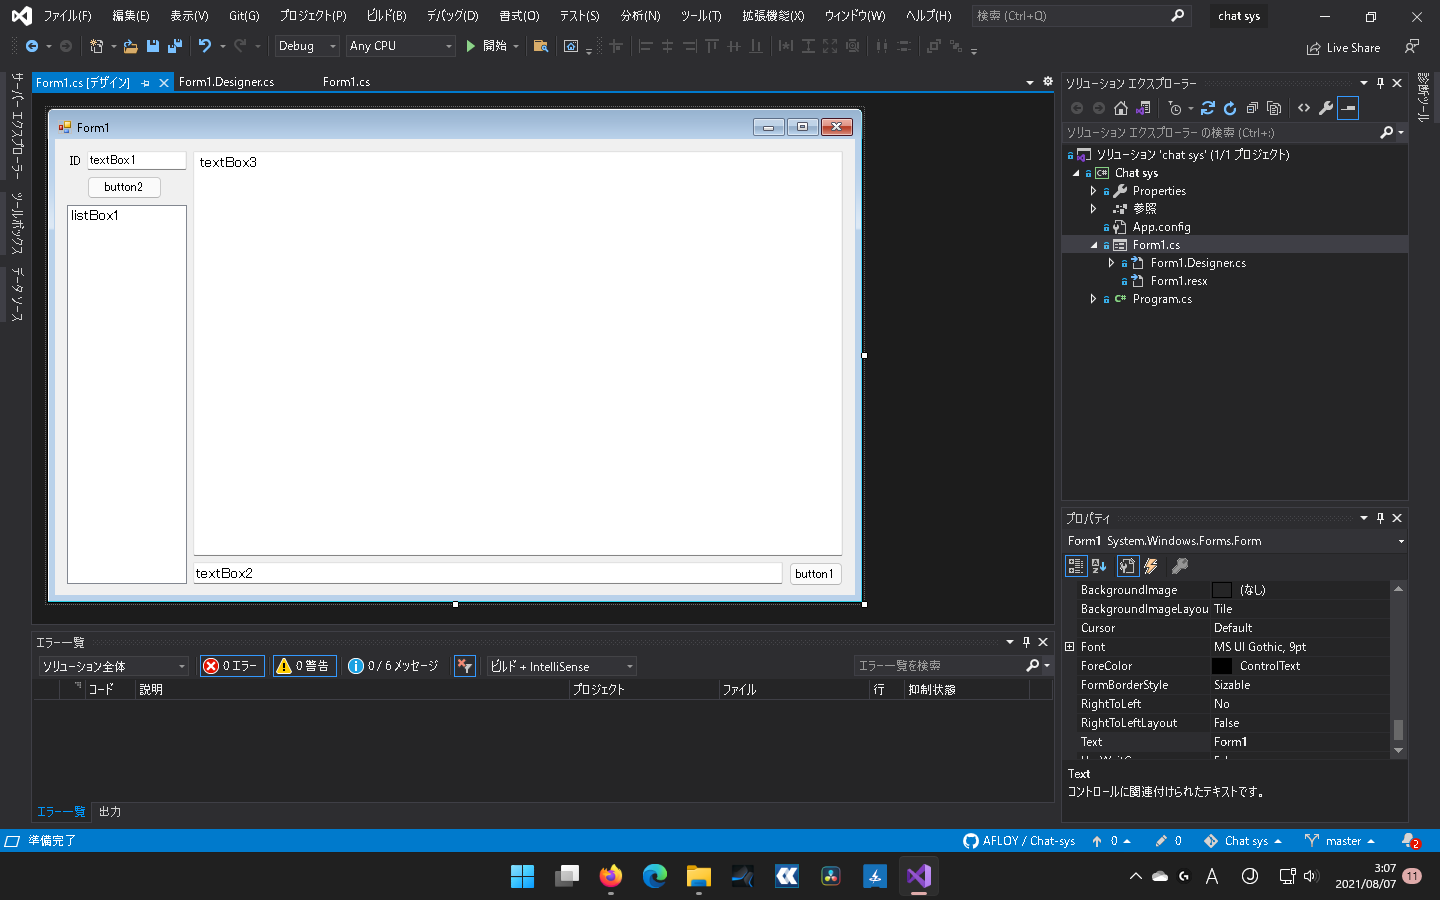 ファイル(F) 編集(E) 表示(V) Git(G) プロジェクト(P) ビルド(B) デバッグ(D) 書式(O) テスト(S) 分析(N) ツール(T) 拡張機能(X) ウィンドウ(W) ヘルプ(H) 検索 (Ctrl+Q) chat sys
Debug Any CPU 開始 Live Share
サーバー エクスプローラー
ツールボックス
データ ソース
Form1.cs [デザイン] Form1.Designer.cs Form1.cs
Form1
ID textBox1
button2
listBox1
textBox3
textBox2
button1
エラー一覧
ソリューション全体 0 エラー 0 警告 0 / 6 メッセージ ビルド + IntelliSense エラー一覧を検索
コード 説明 プロジェクト ファイル 行 抑制状態
エラー一覧 出力
ソリューション エクスプローラー
ソリューション エクスプローラー の検索 (Ctrl+:)
ソリューション 'chat sys' (1/1 プロジェクト)
Chat sys
Properties
参照
App.config
Form1.cs
Form1.Designer.cs
Form1.resx
Program.cs
診断ツール
プロパティ
Form1 System.Windows.Forms.Form
BackgroundImage (なし)
BackgroundImageLayou Tile
Cursor Default
Font MS UI Gothic, 9pt
ForeColor ControlText
FormBorderStyle Sizable
RightToLeft No
RightToLeftLayout False
Text Form1
Text
コントロールに関連付けられたテキストです。
準備完了 AFLOY / Chat-sys 0 0 Chat sys master 2
A J 3:07
2021/08/07 11